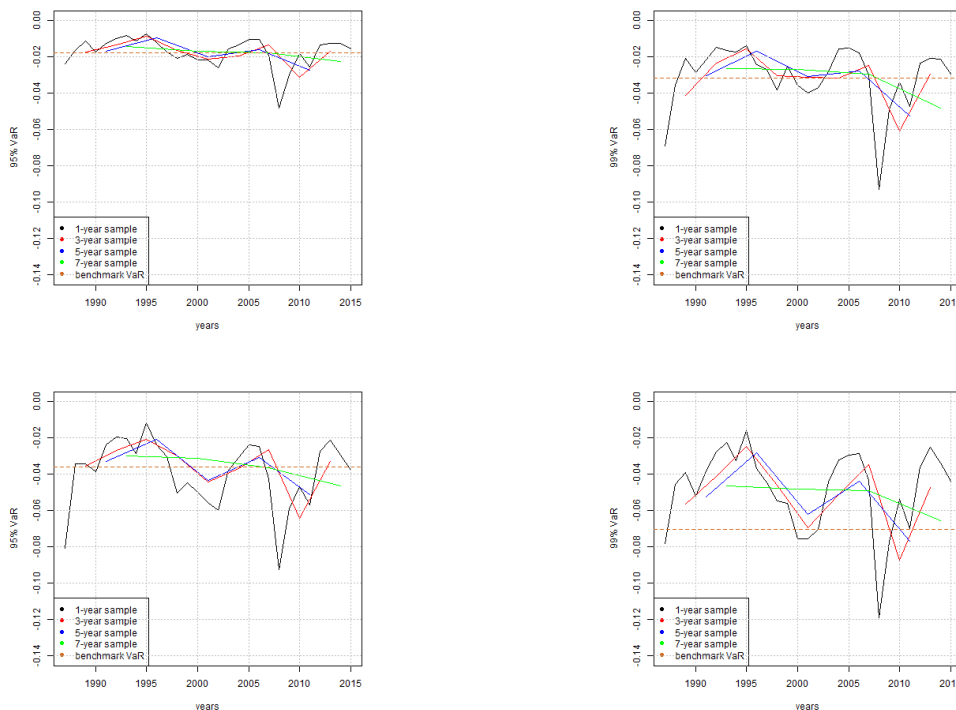 0.00
-0.02
-0.04
-0.06
-0.08
-0.10
-0.12
-0.14
95% VaR
1-year sample
3-year sample
5-year sample
7-year sample
benchmark VaR
1990 1995 2000 2005 2010 2015
years
0.00
-0.02
-0.04
-0.06
-0.08
-0.10
-0.12
-0.14
99% VaR
1-year sample
3-year sample
5-year sample
7-year sample
benchmark VaR
1990 1995 2000 2005 2010
years
0.00
-0.02
-0.04
-0.06
-0.08
-0.10
-0.12
-0.14
95% VaR
1-year sample
3-year sample
5-year sample
7-year sample
benchmark VaR
1990 1995 2000 2005 2010 2015
years
0.00
-0.02
-0.04
-0.06
-0.08
-0.10
-0.12
-0.14
99% VaR
1-year sample
3-year sample
5-year sample
7-year sample
benchmark VaR
1990 1995 2000 2005 2010
years